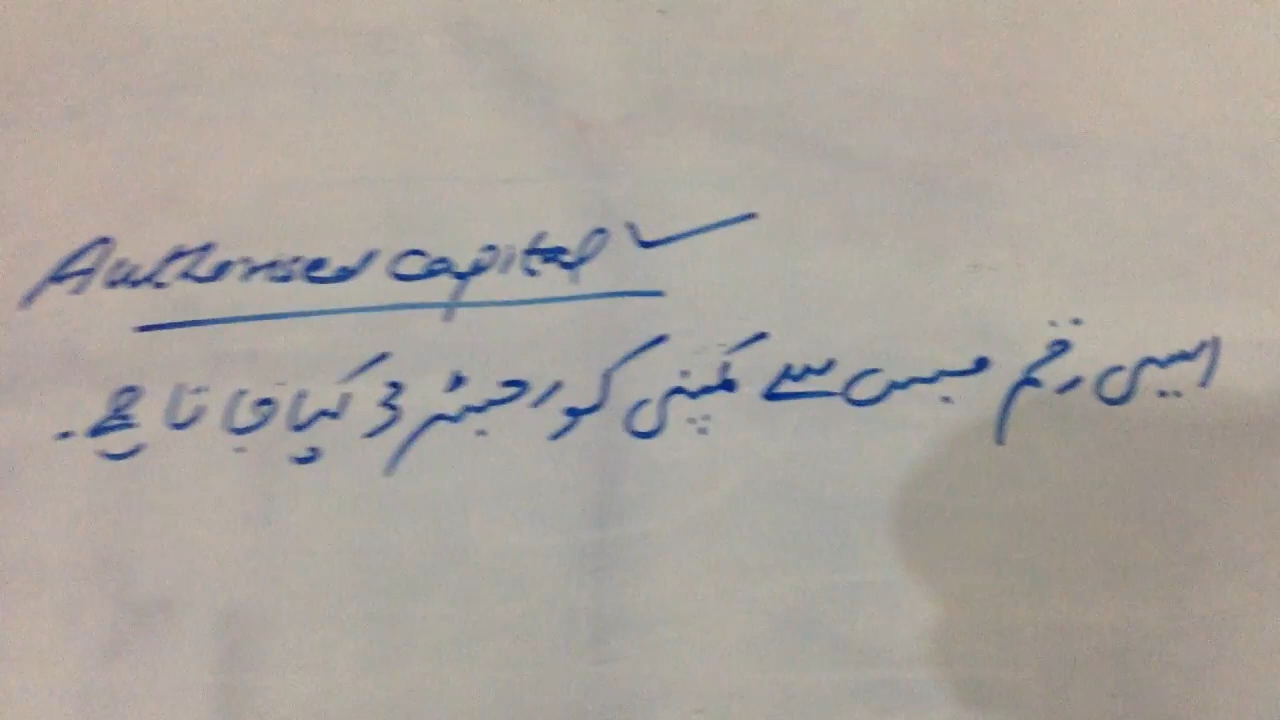 Authorised capital ✓
ایسی رقم جس سے کمپنی کو رجسٹرڈ کیا جاتا ہے۔